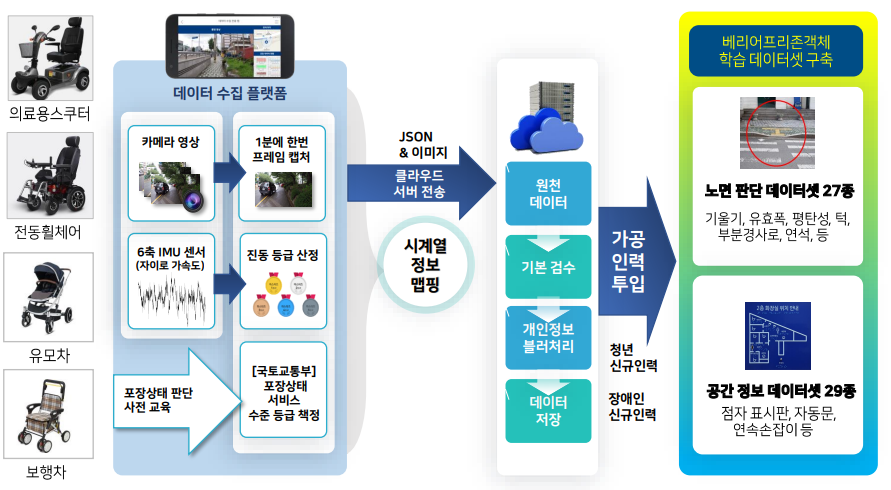 의료용스쿠터
전동휠체어
유모차
보행차
데이터 수집 플랫폼
카메라 영상
1분에 한번
프레임 캡처
6축 IMU 센서
(자이로 가속도)
진동 등급 산정
포장상태 판단
사전 교육
[국토교통부]
포장상태
서비스
수준 등급 책정
JSON
& 이미지
클라우드
서버 전송
시계열
정보
맵핑
원천
데이터
기본 검수
개인정보
블러처리
데이터
저장
가공
인력
투입
청년
신규인력
장애인
신규인력
베리어프리존객체
학습 데이터셋 구축
노면 판단 데이터셋 27종
기울기, 유효폭, 평탄성, 턱,
부분경사로, 연석, 등
2층 화장실 위치 안내
공간 정보 데이터셋 29종
점자 표시판, 자동문,
연속손잡이 등